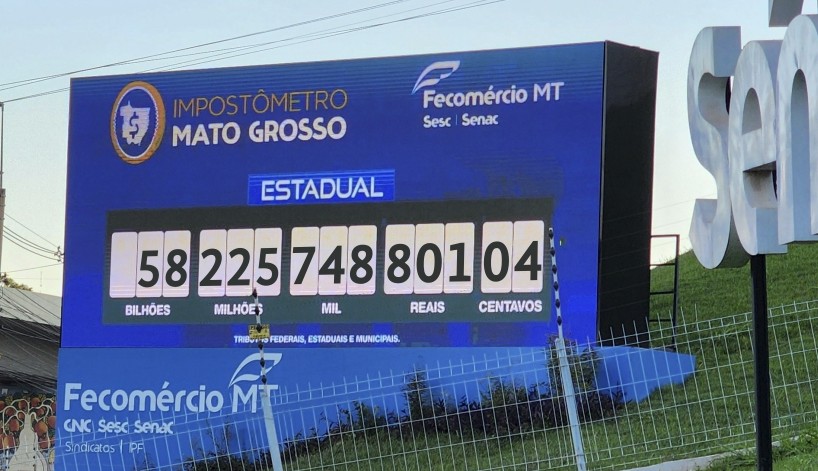 IMPOSTÔMETRO
MATO GROSSO
Fecomércio MT
Sesc | Senac
ESTADUAL
58 225 748 801 04
BILHÕES MILHÕES MIL REAIS CENTAVOS
TRIBUTOS FEDERAIS, ESTADUAIS E MUNICIPAIS.
Fecomércio MT
CNC Sesc Senac
Sindicatos | IPF
sen